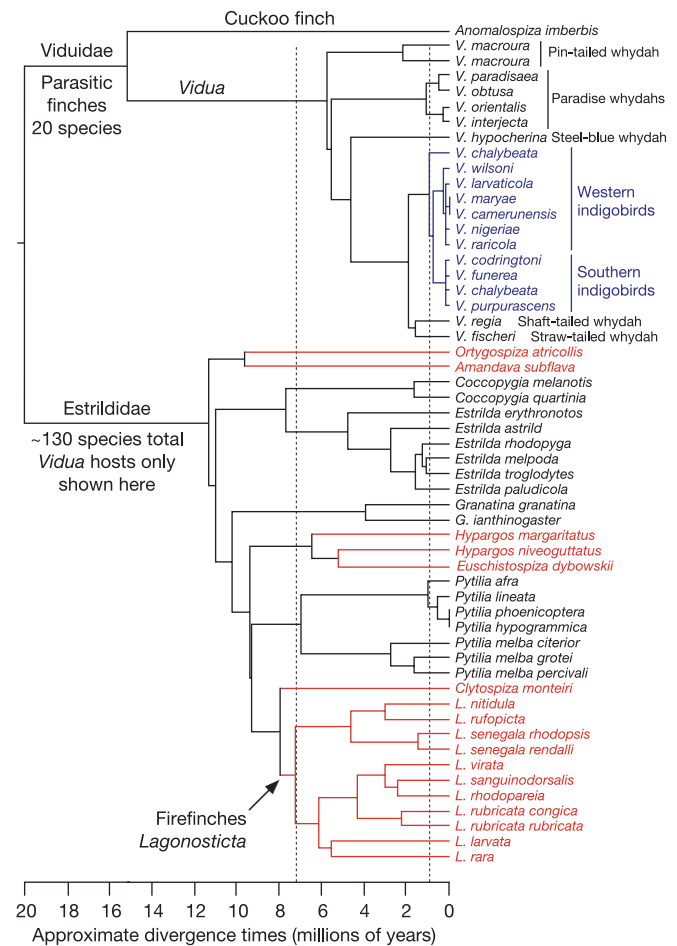 Cuckoo finch
Anomalospiza imberbis
Viduidae
Parasitic
finches
20 species
Vidua
V. macroura
V. macroura
Pin-tailed whydah
V. paradisaea
V. obtusa
V. orientalis
V. interjecta
Paradise whydahs
V. hypocherina Steel-blue whydah
V. chalybeata
V. wilsoni
V. larvaticola
V. maryae
V. camerunensis
V. nigeriae
V. raricola
Western
indigobirds
V. codringtoni
V. funerea
V. chalybeata
V. purpurascens
Southern
indigobirds
V. regia Shaft-tailed whydah
V. fischeri Straw-tailed whydah
Ortygospiza atricollis
Amandava subflava
Estrildidae
~130 species total
Vidua hosts only
shown here
Coccopygia melanotis
Coccopygia quartinia
Estrilda erythronotos
Estrilda astrild
Estrilda rhodopyga
Estrilda melpoda
Estrilda troglodytes
Estrilda paludicola
Granatina granatina
G. ianthinogaster
Hypargos margaritatus
Hypargos niveoguttatus
Euschistospiza dybowskii
Pytilia afra
Pytilia lineata
Pytilia phoenicoptera
Pytilia hypogrammica
Pytilia melba citerior
Pytilia melba grotei
Pytilia melba percivali
Clytospiza monteiri
L. nitidula
L. rufopicta
L. senegala rhodopsis
L. senegala rendalli
L. virata
L. sanguinodorsalis
L. rhodopareia
L. rubricata congica
L. rubricata rubricata
L. larvata
L. rara
Firefinches
Lagonosticta
20 18 16 14 12 10 8 6 4 2 0
Approximate divergence times (millions of years)